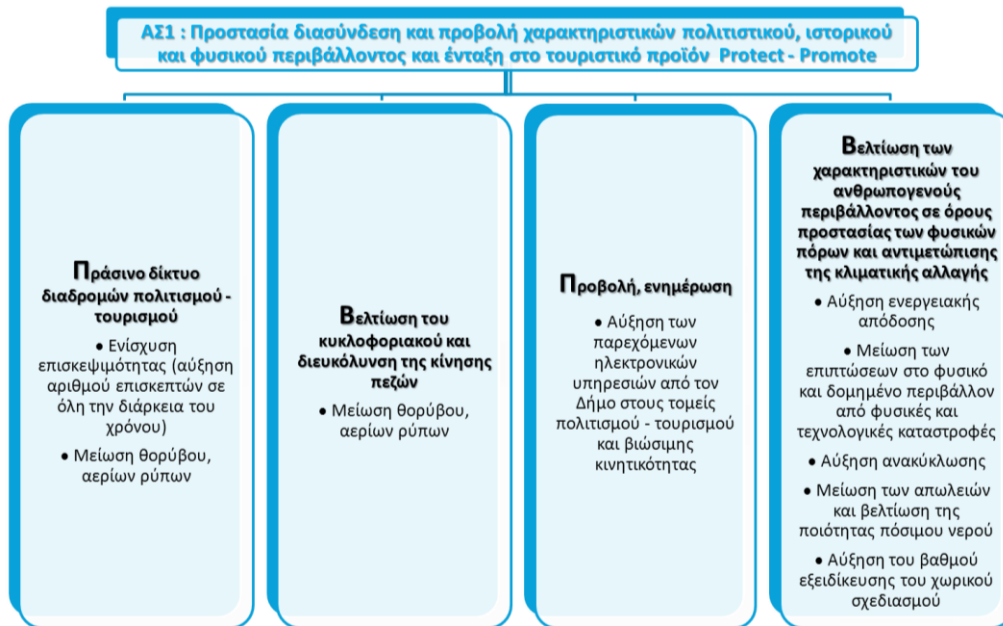 ΑΣ1 : Προστασία διασύνδεση και προβολή χαρακτηριστικών πολιτιστικού, ιστορικού
και φυσικού περιβάλλοντος και ένταξη στο τουριστικό προϊόν Protect - Promote
Πράσινο δίκτυο
διαδρομών πολιτισμού -
τουρισμού
• Ενίσχυση
επισκεψιμότητας (αύξηση
αριθμού επισκεπτών σε
όλη την διάρκεια του
χρόνου)
• Μείωση θορύβου,
αερίων ρύπων
Βελτίωση του
κυκλοφοριακού και
διευκόλυνση της κίνησης
πεζών
• Μείωση θορύβου,
αερίων ρύπων
Προβολή, ενημέρωση
• Αύξηση των
παρεχόμενων
ηλεκτρονικών
υπηρεσιών από τον
Δήμο στους τομείς
πολιτισμού - τουρισμού
και βιώσιμης
κινητικότητας
Βελτίωση των
χαρακτηριστικών του
ανθρωπογενούς
περιβάλλοντος σε όρους
προστασίας των φυσικών
πόρων και αντιμετώπισης
της κλιματικής αλλαγής
• Αύξηση ενεργειακής
απόδοσης
• Μείωση των
επιπτώσεων στο φυσικό
και δομημένο περιβάλλον
από φυσικές και
τεχνολογικές καταστροφές
• Αύξηση ανακύκλωσης
• Μείωση των απωλειών
και βελτίωση της
ποιότητας πόσιμου νερού
• Αύξηση του βαθμού
εξειδίκευσης του χωρικού
σχεδιασμού